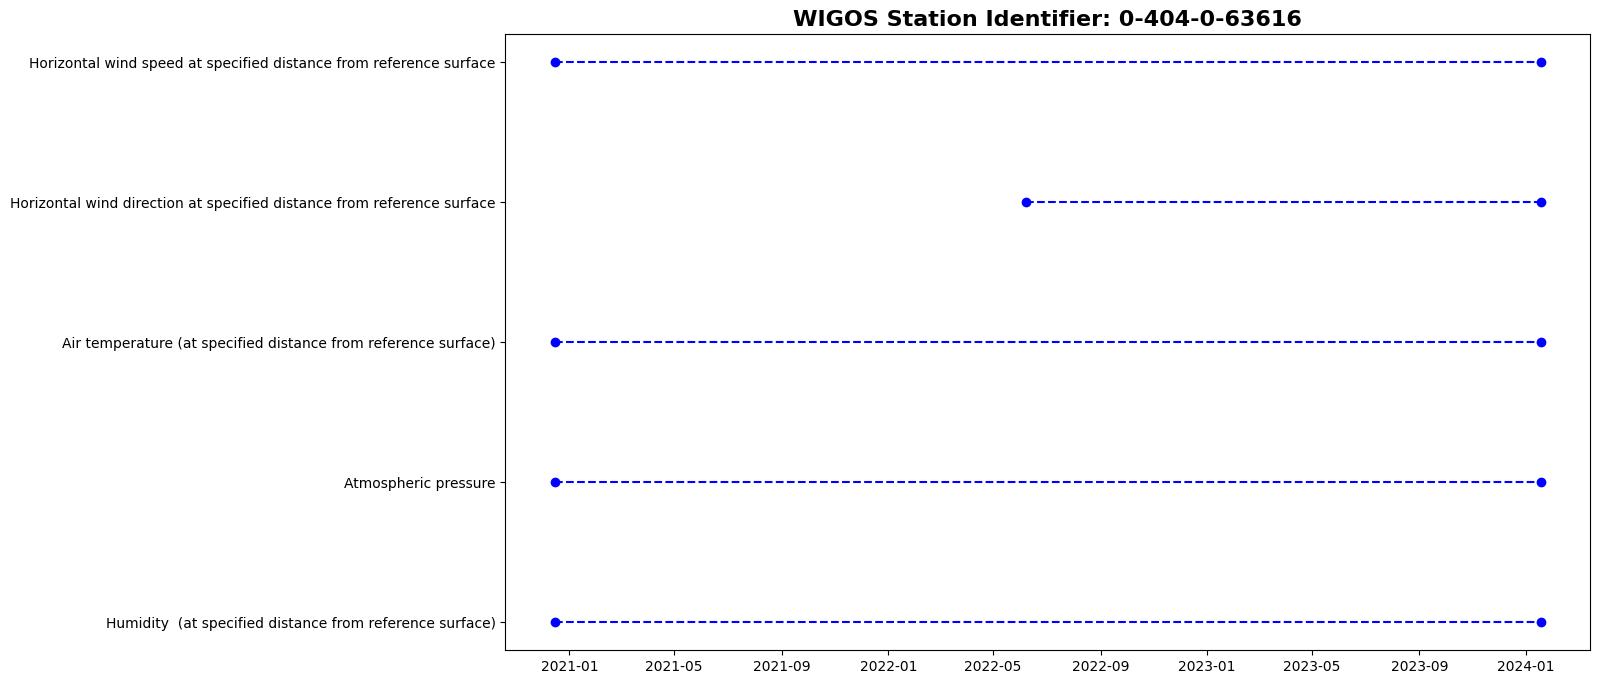 WIGOS Station Identifier: 0-404-0-63616
Horizontal wind speed at specified distance from reference surface
Horizontal wind direction at specified distance from reference surface
Air temperature (at specified distance from reference surface)
Atmospheric pressure
Humidity  (at specified distance from reference surface)
2021-01 2021-05 2021-09 2022-01 2022-05 2022-09 2023-01 2023-05 2023-09 2024-01